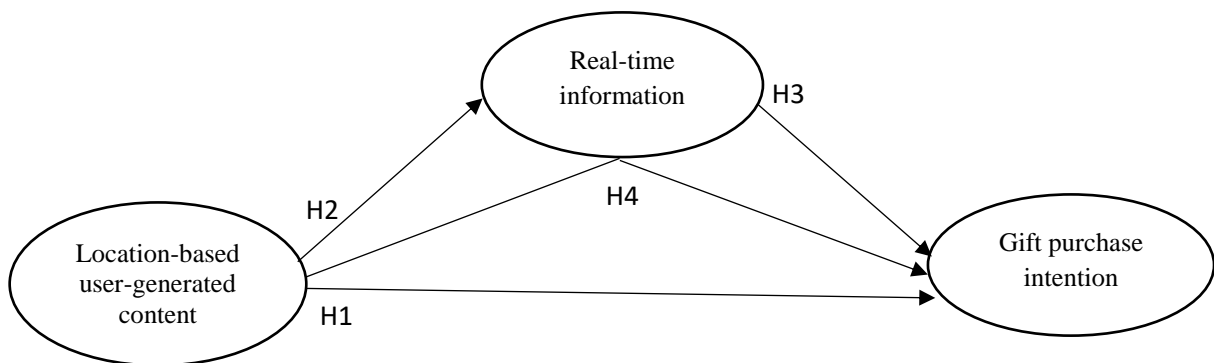 Real-time
information
H3
H2
H4
Location-based
user-generated
content
Gift purchase
intention
H1